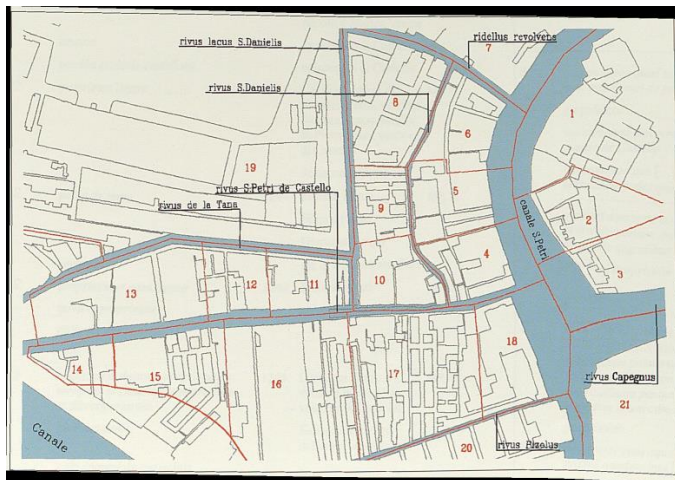 rivus lacus S.Danielis
ridellus revolvens
7
rivus S.Danielis
8
1
6
19
rivus S.Petri de Castello
5
rivus de la Tana
9
canale S.Petri
2
4
3
10
13
12
11
18
14
15
16
17
rivus Capegnus
21
Canale
rivus Pizolus
20